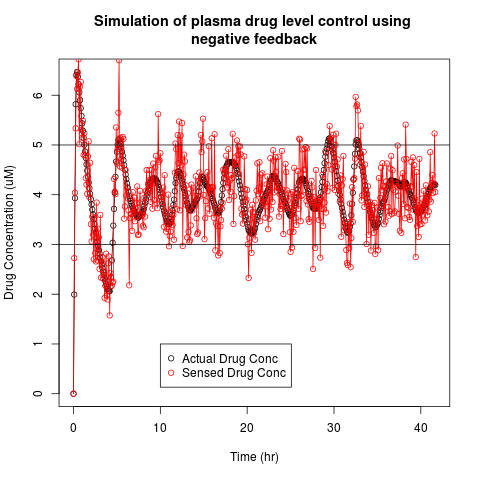 Simulation of plasma drug level control using
negative feedback
Drug Concentration (uM)
6
5
4
3
2
1
0
Actual Drug Conc
Sensed Drug Conc
0 10 20 30 40
Time (hr)